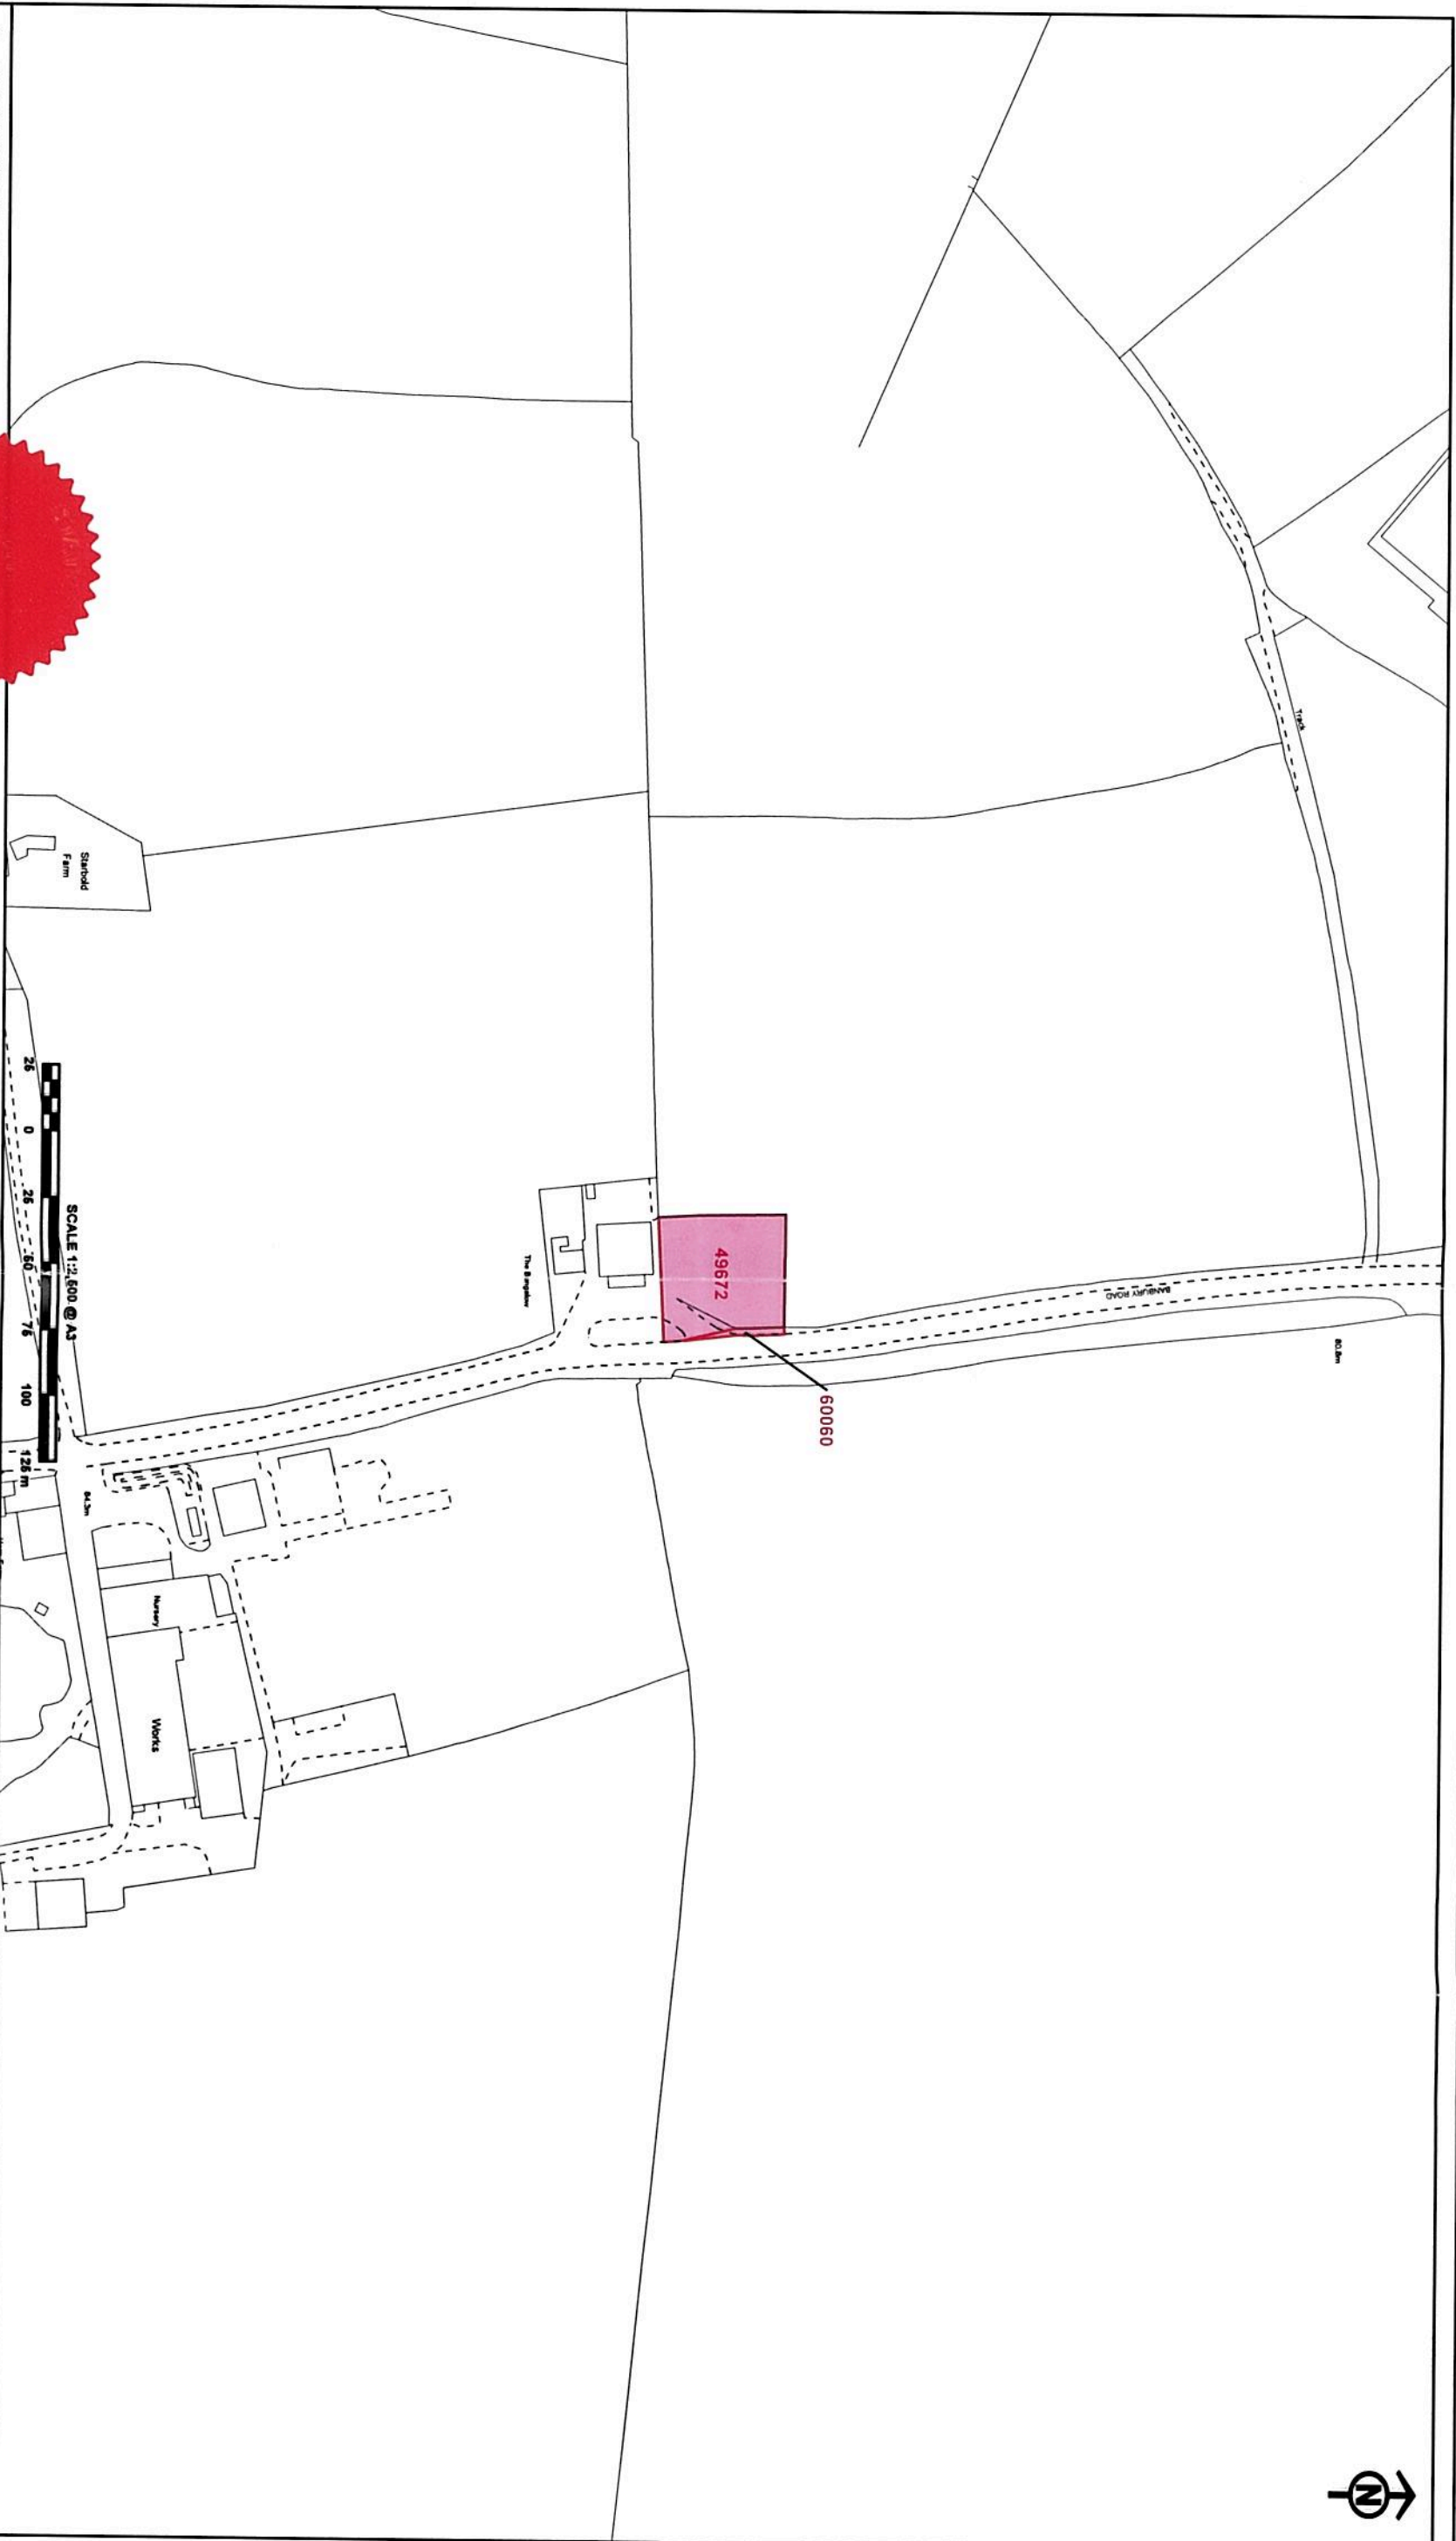 Track
BANBURY ROAD
80.8m
49672
60060
The Bungalow
Starbold
Farm
SCALE 1:2,500 @ A3
25 0 25 50 75 100 125 m
84.3m
Nursery
Works
N